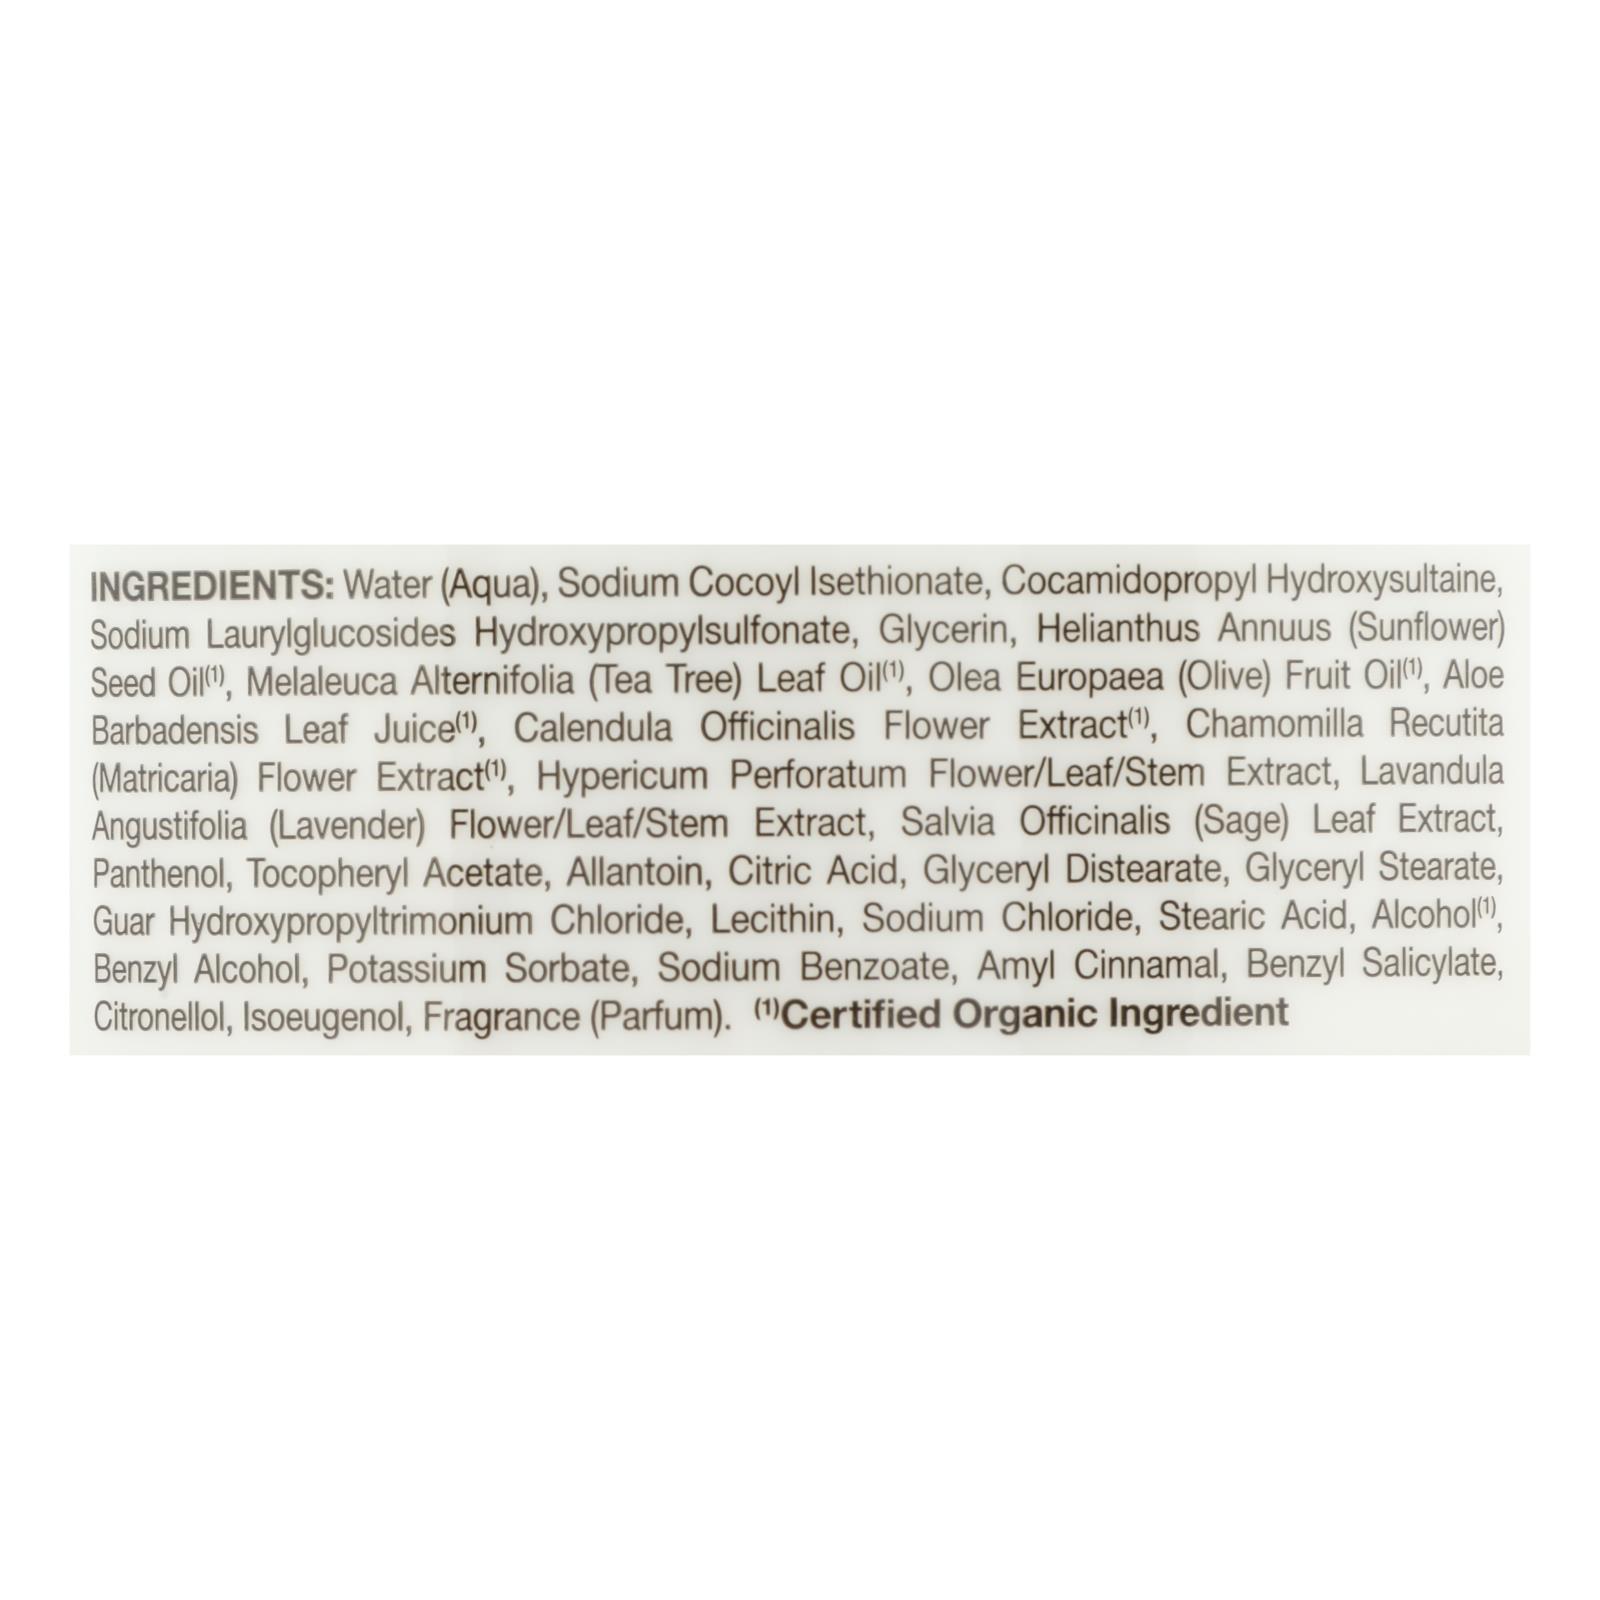 INGREDIENTS: Water (Aqua), Sodium Cocoyl Isethionate, Cocamidopropyl Hydroxysultaine,
Sodium Laurylglucosides Hydroxypropylsulfonate, Glycerin, Helianthus Annuus (Sunflower)
Seed Oil(1), Melaleuca Alternifolia (Tea Tree) Leaf Oil(1), Olea Europaea (Olive) Fruit Oil(1), Aloe
Barbadensis Leaf Juice(1), Calendula Officinalis Flower Extract(1), Chamomilla Recutita
(Matricaria) Flower Extract(1), Hypericum Perforatum Flower/Leaf/Stem Extract, Lavandula
Angustifolia (Lavender) Flower/Leaf/Stem Extract, Salvia Officinalis (Sage) Leaf Extract,
Panthenol, Tocopheryl Acetate, Allantoin, Citric Acid, Glyceryl Distearate, Glyceryl Stearate,
Guar Hydroxypropyltrimonium Chloride, Lecithin, Sodium Chloride, Stearic Acid, Alcohol(1),
Benzyl Alcohol, Potassium Sorbate, Sodium Benzoate, Amyl Cinnamal, Benzyl Salicylate,
Citronellol, Isoeugenol, Fragrance (Parfum). (1)Certified Organic Ingredient